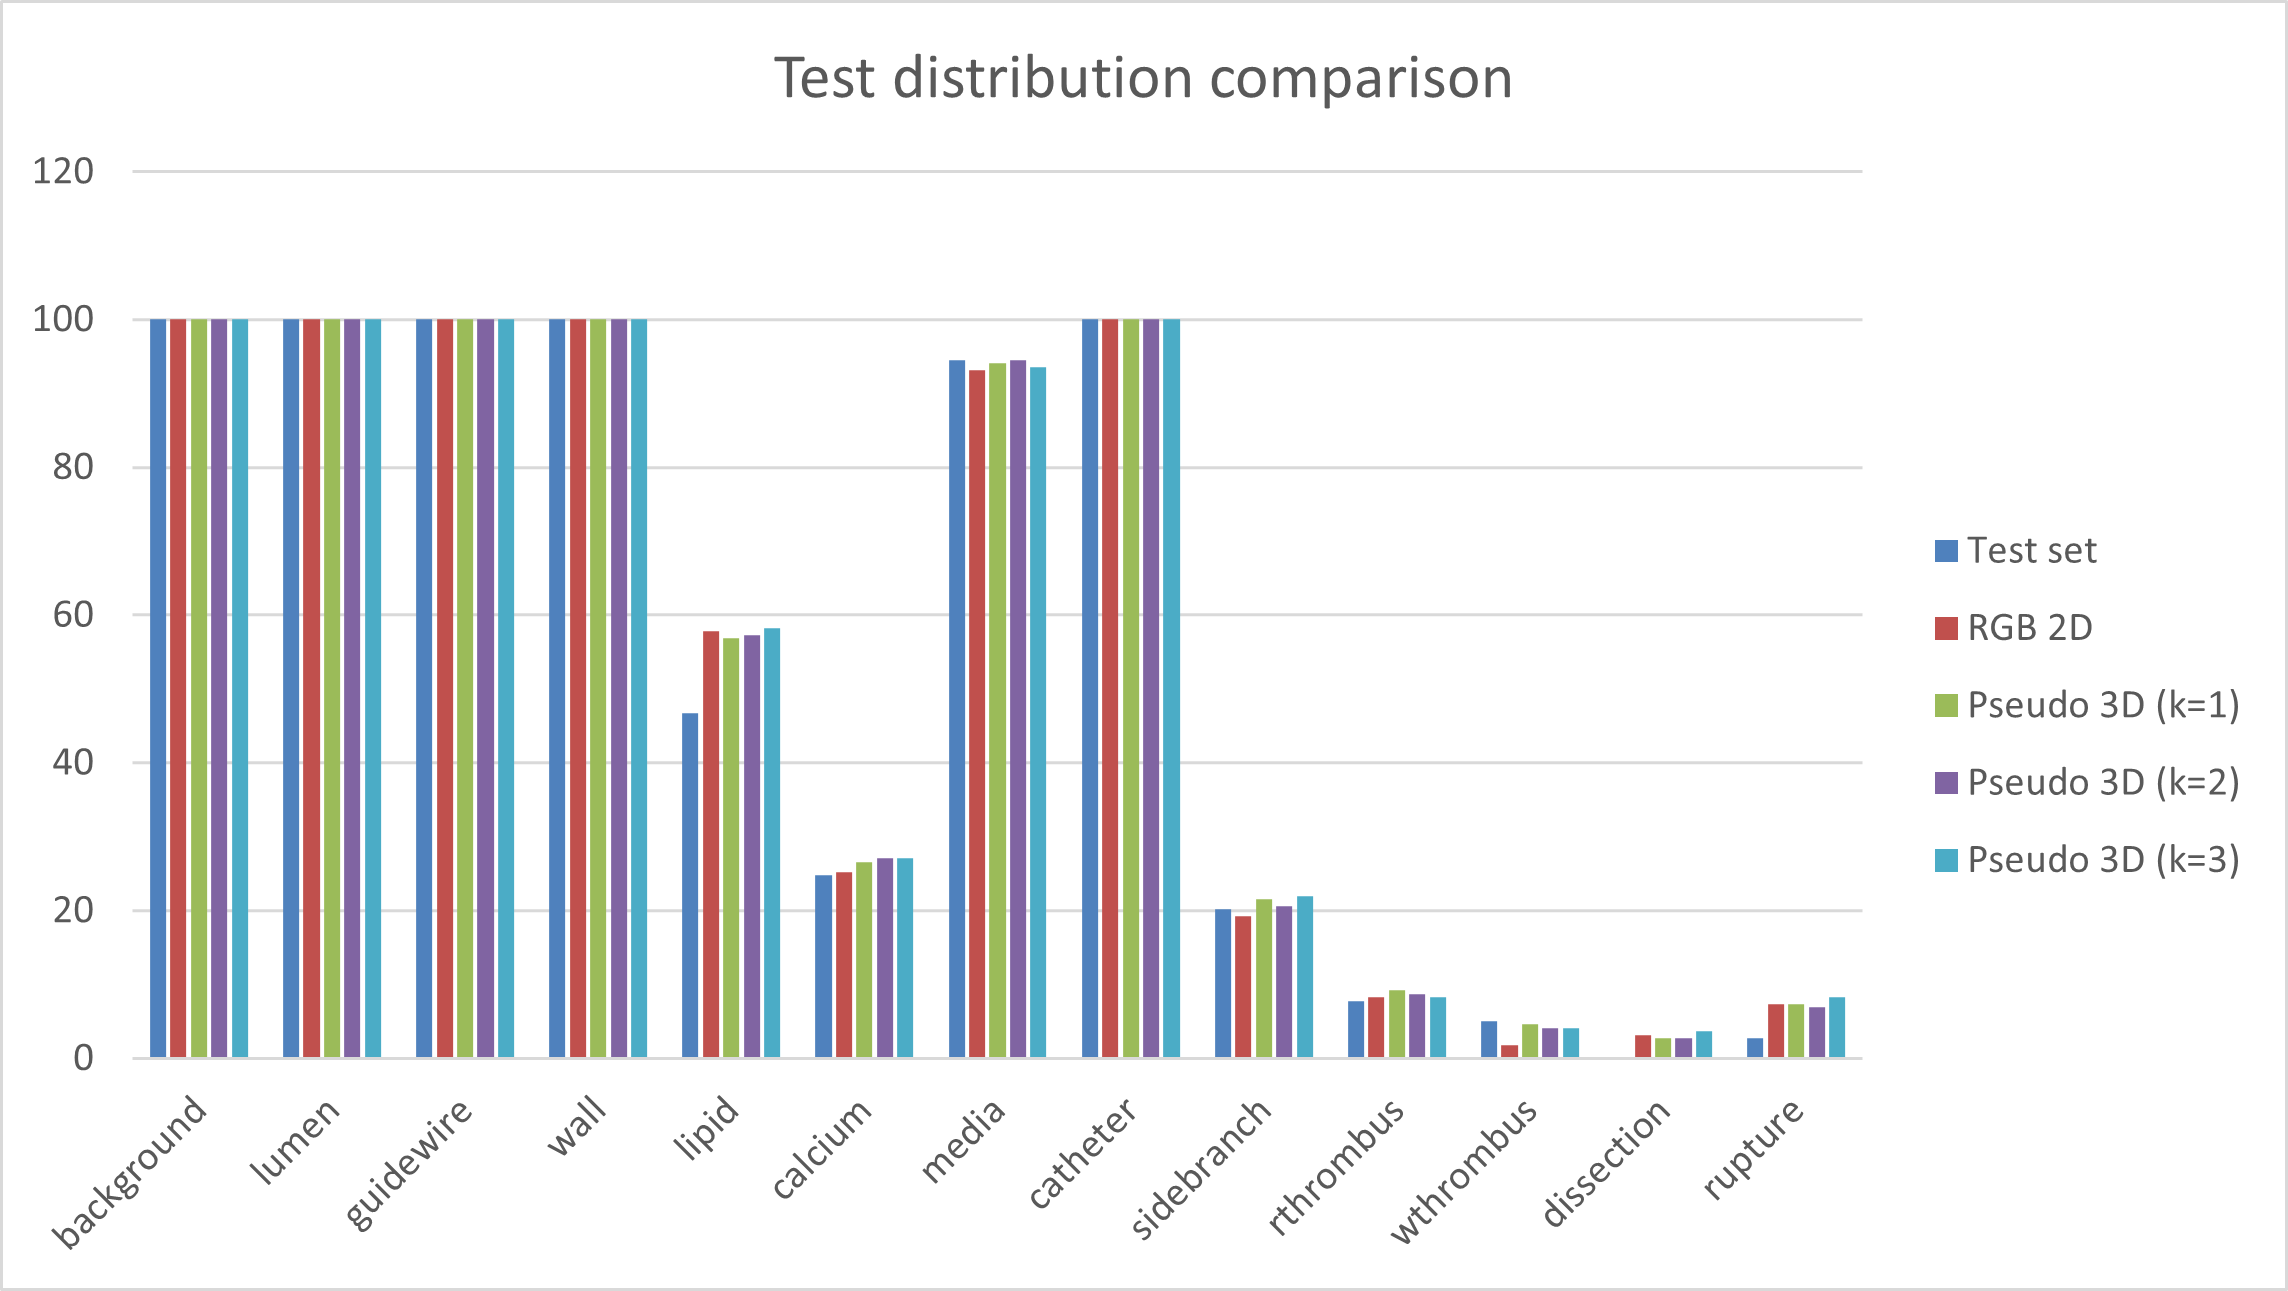 Test distribution comparison
120
100
80
60
40
20
0
background
lumen
guidewire
wall
lipid
calcium
media
catheter
sidebranch
rthrombus
wthrombus
dissection
rupture
Test set
RGB 2D
Pseudo 3D (k=1)
Pseudo 3D (k=2)
Pseudo 3D (k=3)